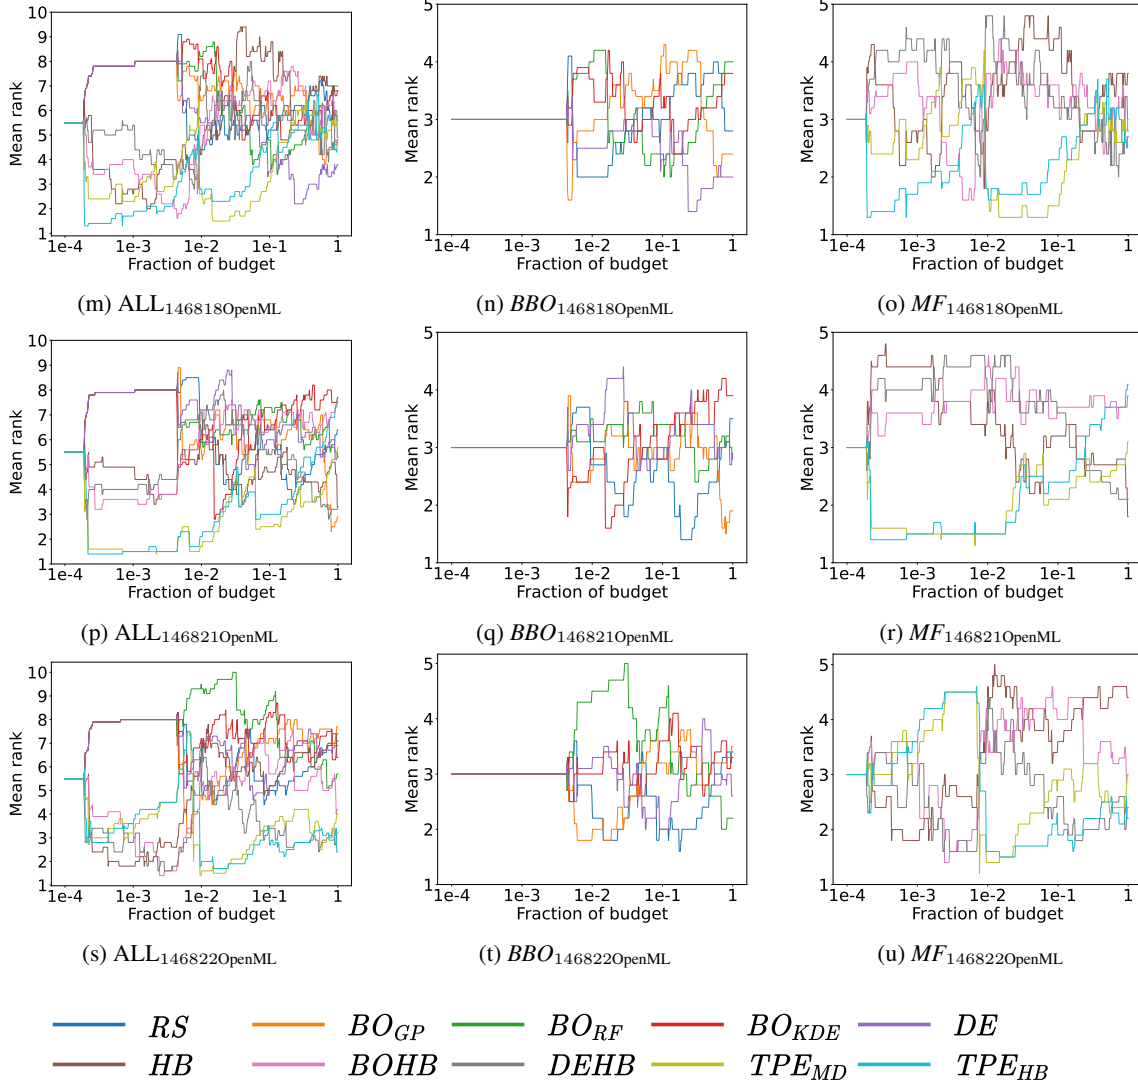 10
9
8
7
6
5
4
3
2
1
Mean rank
1e-4 1e-3 1e-2 1e-1 1
Fraction of budget
5
4
3
2
1
Mean rank
1e-4 1e-3 1e-2 1e-1 1
Fraction of budget
5
4
3
2
1
Mean rank
1e-4 1e-3 1e-2 1e-1 1
Fraction of budget
(m) ALL146818OpenML
(n) BBO146818OpenML
(o) MF146818OpenML
10
9
8
7
6
5
4
3
2
1
Mean rank
1e-4 1e-3 1e-2 1e-1 1
Fraction of budget
5
4
3
2
1
Mean rank
1e-4 1e-3 1e-2 1e-1 1
Fraction of budget
5
4
3
2
1
Mean rank
1e-4 1e-3 1e-2 1e-1 1
Fraction of budget
(p) ALL146821OpenML
(q) BBO146821OpenML
(r) MF146821OpenML
10
9
8
7
6
5
4
3
2
1
Mean rank
1e-4 1e-3 1e-2 1e-1 1
Fraction of budget
5
4
3
2
1
Mean rank
1e-4 1e-3 1e-2 1e-1 1
Fraction of budget
5
4
3
2
1
Mean rank
1e-4 1e-3 1e-2 1e-1 1
Fraction of budget
(s) ALL146822OpenML
(t) BBO146822OpenML
(u) MF146822OpenML
RS BOGP BORF BOKDE DE
HB BOHB DEHB TPEMD TPEHB